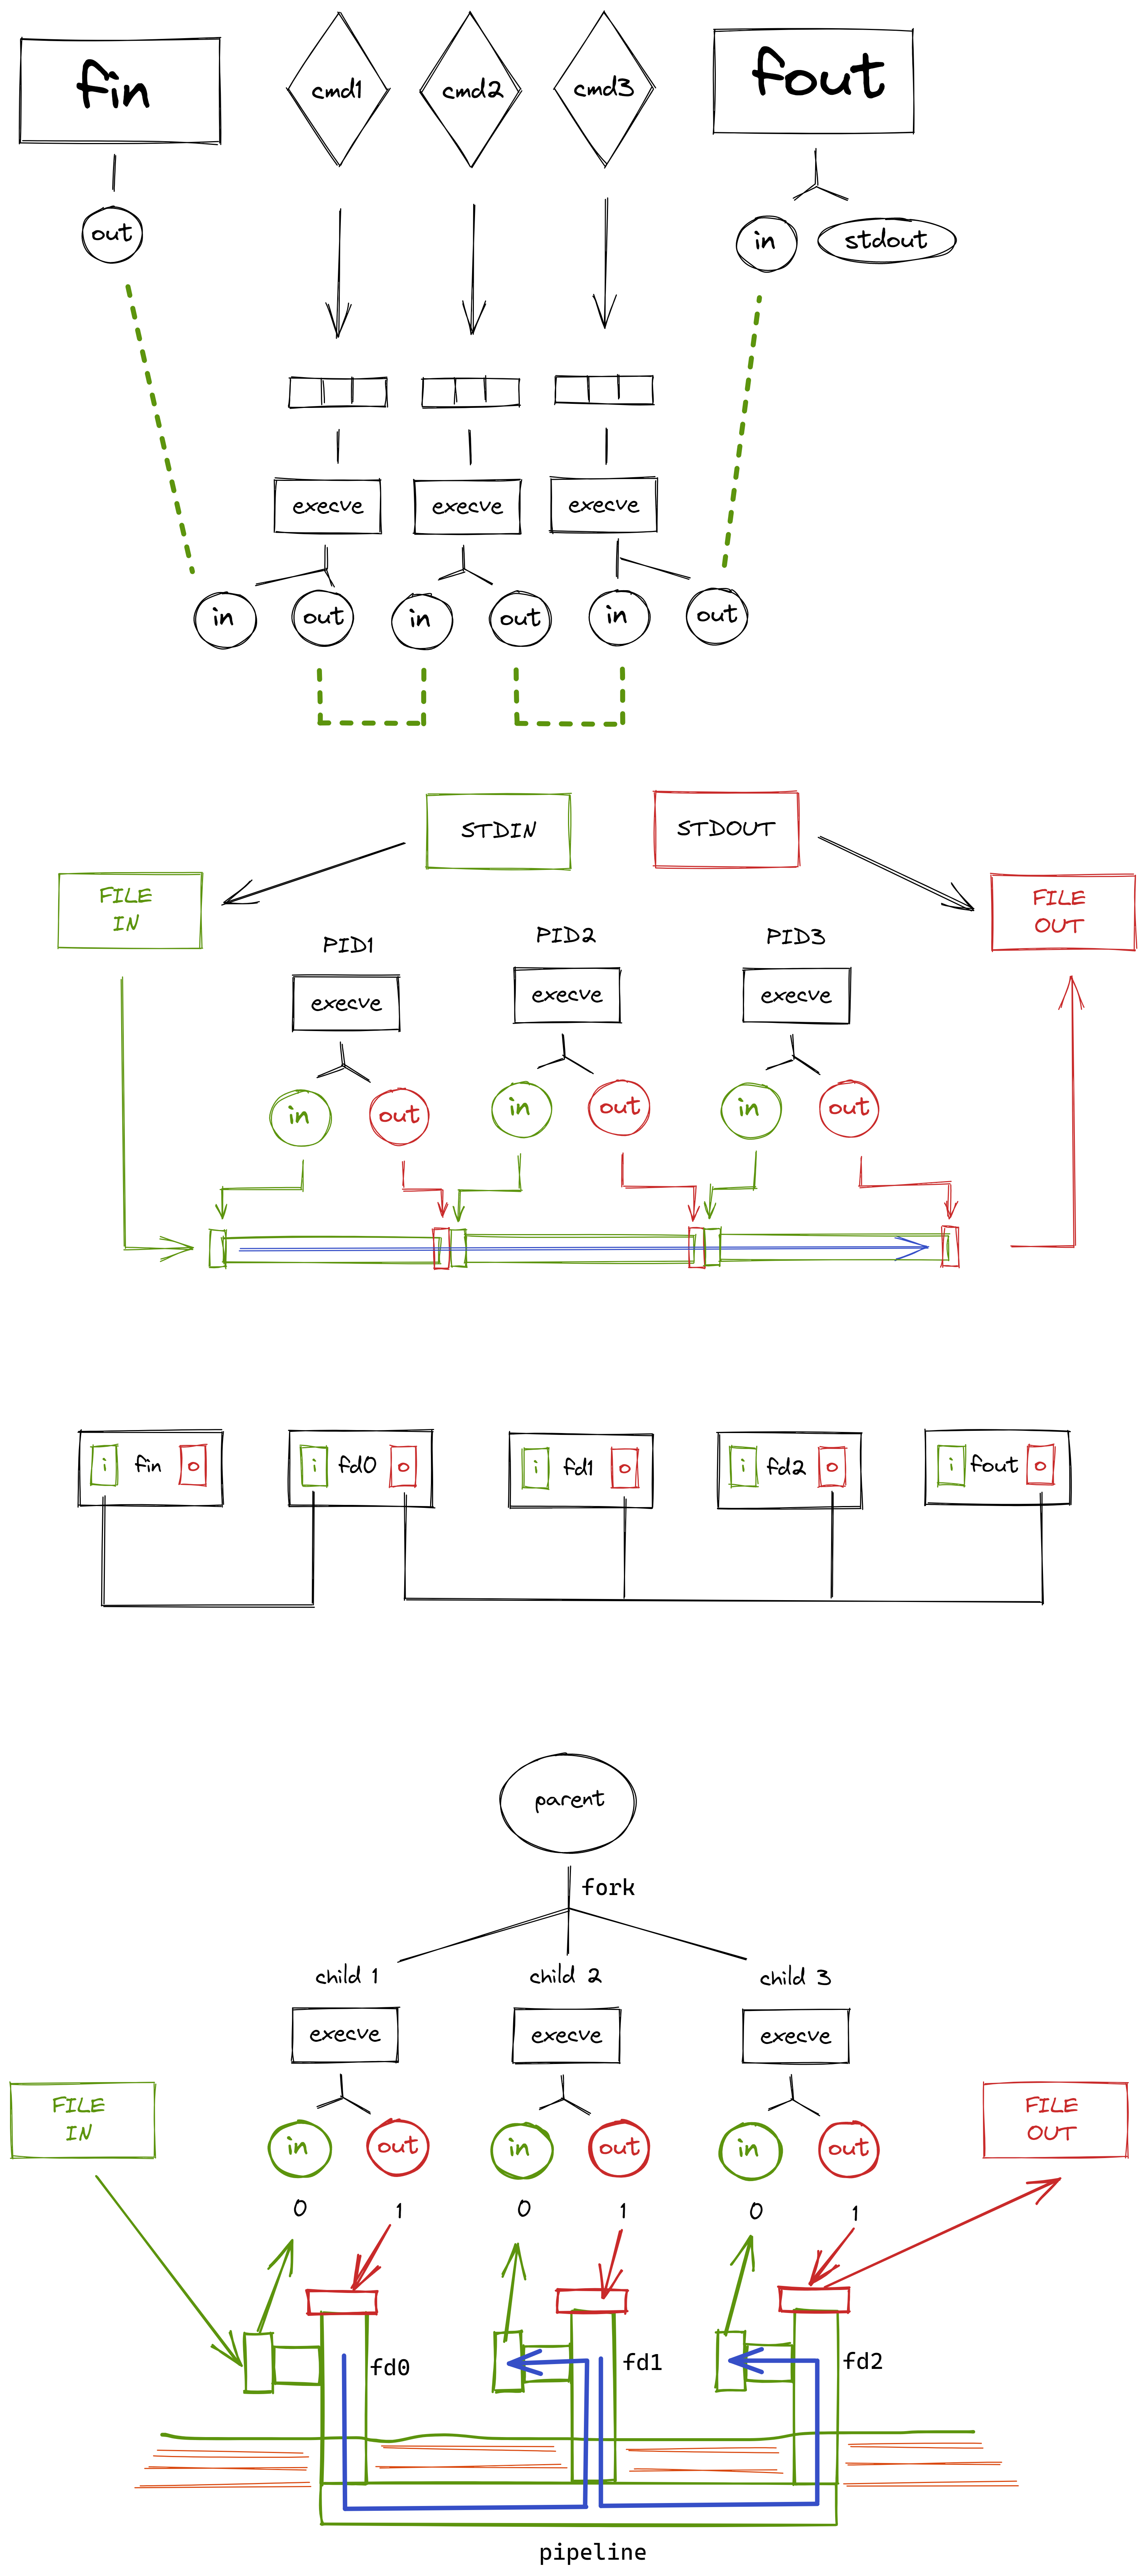 fin
cmd1
cmd2
cmd3
fout
out
in
stdout
execve
execve
execve
in
out
in
out
in
out
STDIN
STDOUT
FILE
IN
FILE
OUT
PID1
PID2
PID3
execve
execve
execve
in
out
in
out
in
out
i fin o
i fd0 o
i fd1 o
i fd2 o
i fout o
parent
fork
child 1
child 2
child 3
execve
execve
execve
FILE
IN
FILE
OUT
in
out
in
out
in
out
0
1
0
1
0
1
fd0
fd1
fd2
pipeline